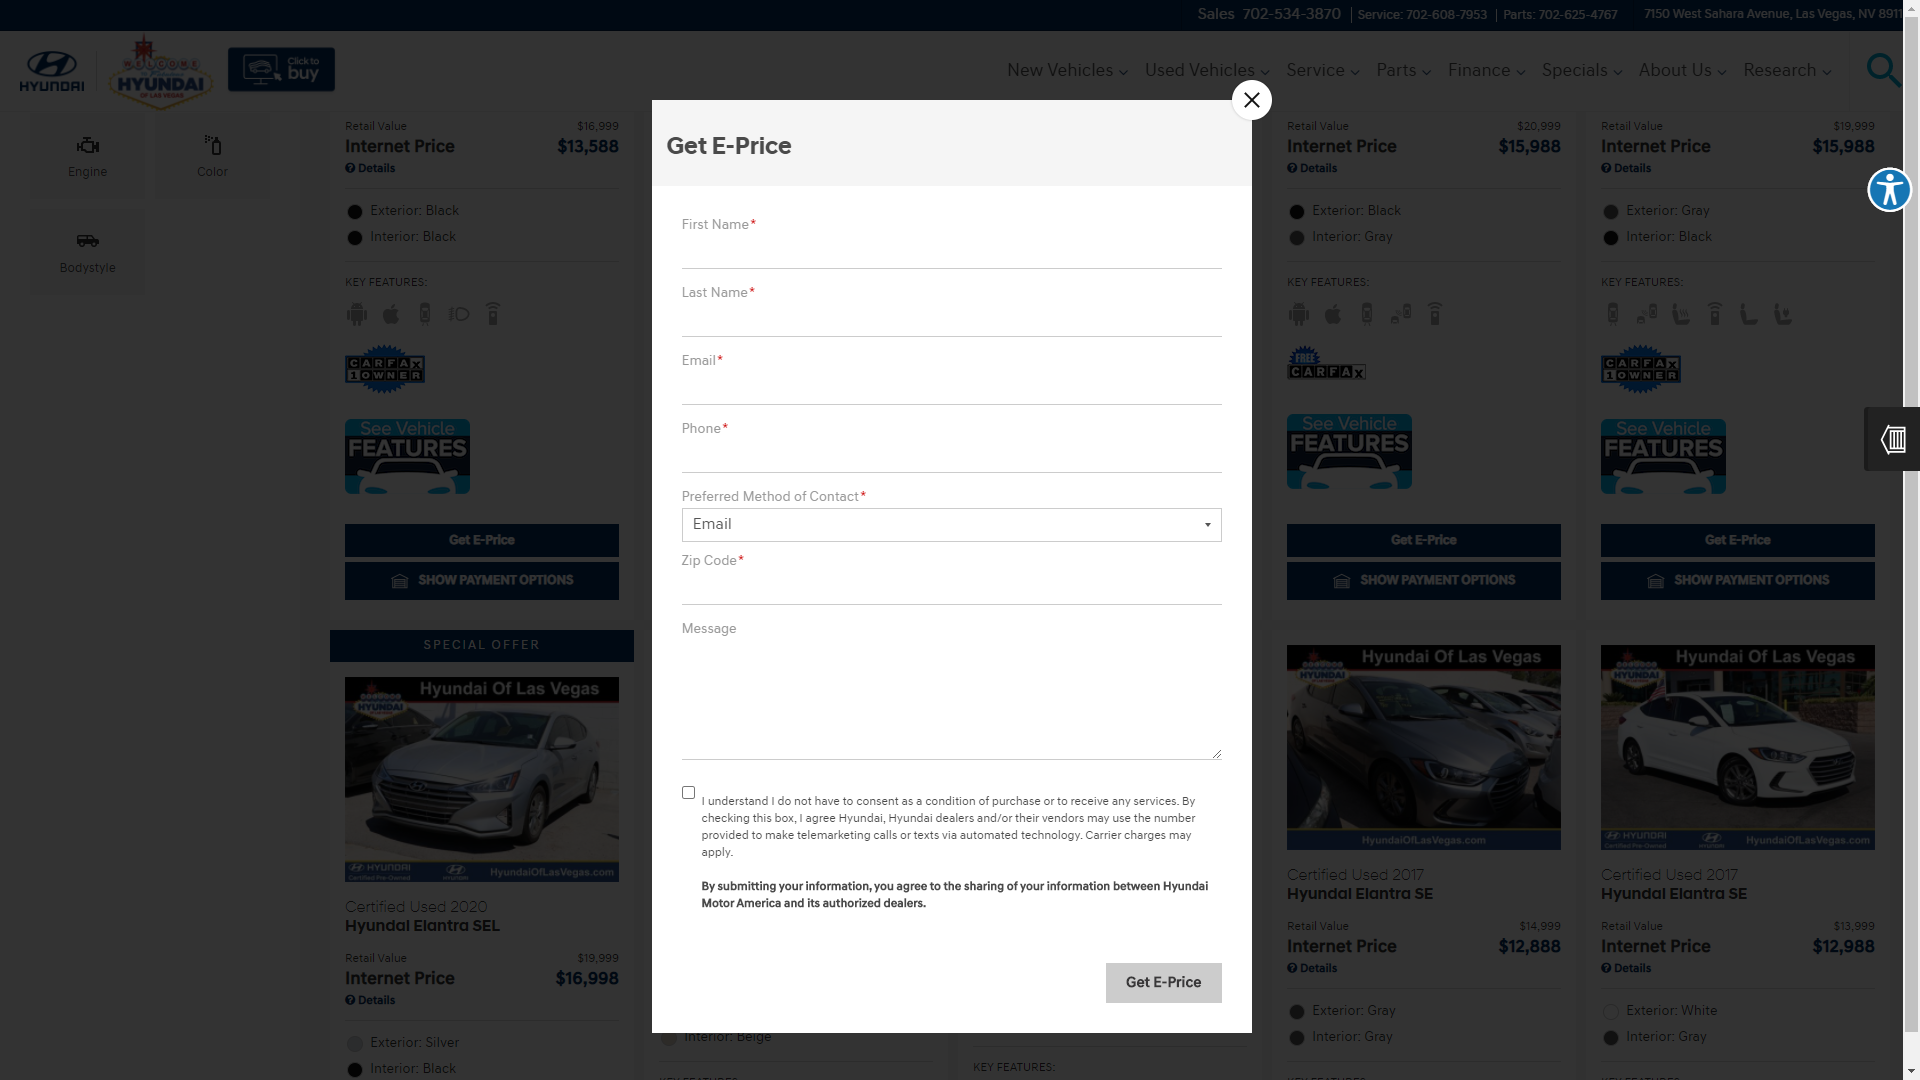 Sales 702-534-3870
Service: 702-608-7953
Parts: 702-625-4767
7150 West Sahara Avenue, Las Vegas, NV 8911
HYUNDAI
WELCOME
HYUNDAI
OF LAS VEGAS
Click to
buy
New Vehicles
Used Vehicles
Service
Parts
Finance
Specials
About Us
Research
Engine
Color
Bodystyle
Retail Value $16,999
Internet Price $13,588
Details
Exterior: Black
Interior: Black
KEY FEATURES:
CARFAX
1 OWNER
See Vehicle
FEATURES
Get E-Price
SHOW PAYMENT OPTIONS
Get E-Price
First Name*
Last Name*
Email*
Phone*
Preferred Method of Contact*
Email
Zip Code*
Message
I understand I do not have to consent as a condition of purchase or to receive any services. By
checking this box, I agree Hyundai, Hyundai dealers and/or their vendors may use the number
provided to make telemarketing calls or texts via automated technology. Carrier charges may
apply.
By submitting your information, you agree to the sharing of your information between Hyundai
Motor America and its authorized dealers.
Get E-Price
Retail Value $20,999
Internet Price $15,988
Details
Exterior: Black
Interior: Gray
KEY FEATURES:
FREE
CARFAX
See Vehicle
FEATURES
Get E-Price
SHOW PAYMENT OPTIONS
Retail Value $19,999
Internet Price $15,988
Details
Exterior: Gray
Interior: Black
KEY FEATURES:
CARFAX
1 OWNER
See Vehicle
FEATURES
Get E-Price
SHOW PAYMENT OPTIONS
SPECIAL OFFER
Hyundai Of Las Vegas
HYUNDAI
HYUNDAI
Certified Pre-Owned
HYUNDAI
HyundaiOfLasVegas.com
Certified Used 2020
Hyundai Elantra SEL
Retail Value $19,999
Internet Price $16,998
Details
Exterior: Silver
Interior: Black
Interior: Beige
KEY FEATURES:
Hyundai Of Las Vegas
HYUNDAI
HyundaiOfLasVegas.com
Certified Used 2017
Hyundai Elantra SE
Retail Value $14,999
Internet Price $12,888
Details
Exterior: Gray
Interior: Gray
Hyundai Of Las Vegas
HYUNDAI
HYUNDAI
Certified Pre-Owned
HYUNDAI
HyundaiOfLasVegas.com
Certified Used 2017
Hyundai Elantra SE
Retail Value $13,999
Internet Price $12,988
Details
Exterior: White
Interior: Gray